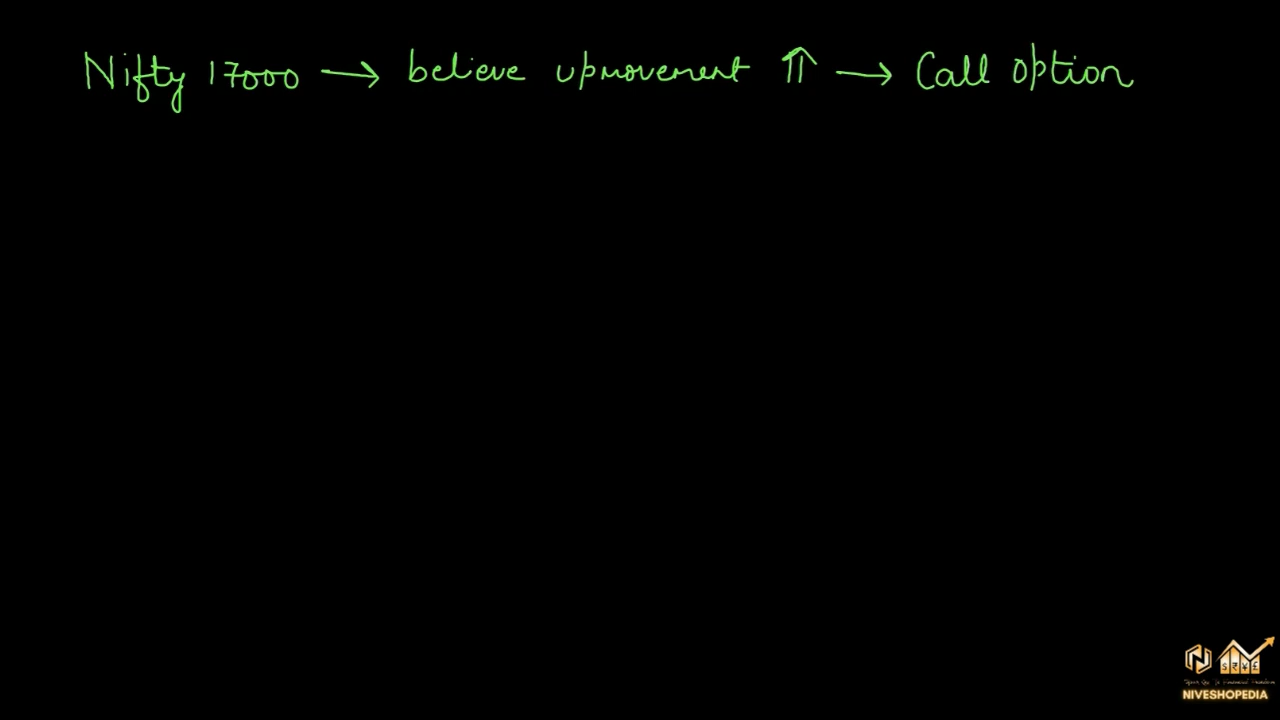 Nifty 17000 → believe upmovement ⇑ → Call option
$ ₹ ¥ £
NIVESHOPEDIA